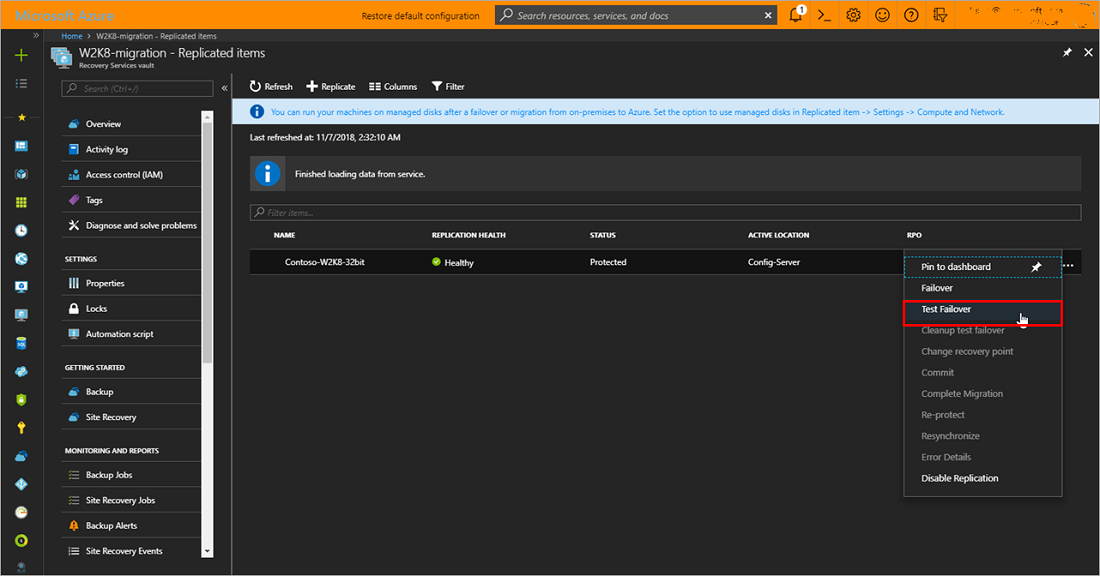 Microsoft Azure
Restore default configuration
Search resources, services, and docs
1
Home > W2K8-migration - Replicated items
W2K8-migration - Replicated items
Recovery Services vault
Search (Ctrl+/)
Overview
Activity log
Access control (IAM)
Tags
Diagnose and solve problems
SETTINGS
Properties
Locks
Automation script
GETTING STARTED
Backup
Site Recovery
MONITORING AND REPORTS
Backup Jobs
Site Recovery Jobs
Backup Alerts
Site Recovery Events
Refresh Replicate Columns Filter
You can run your machines on managed disks after a failover or migration from on-premises to Azure. Set the option to use managed disks in Replicated item -> Settings -> Compute and Network.
Last refreshed at: 11/7/2018, 2:32:10 AM
Finished loading data from service.
Filter items...
NAME REPLICATION HEALTH STATUS ACTIVE LOCATION RPO
Contoso-W2K8-32bit Healthy Protected Config-Server
Pin to dashboard
Failover
Test Failover
Cleanup test failover
Change recovery point
Commit
Complete Migration
Re-protect
Resynchronize
Error Details
Disable Replication